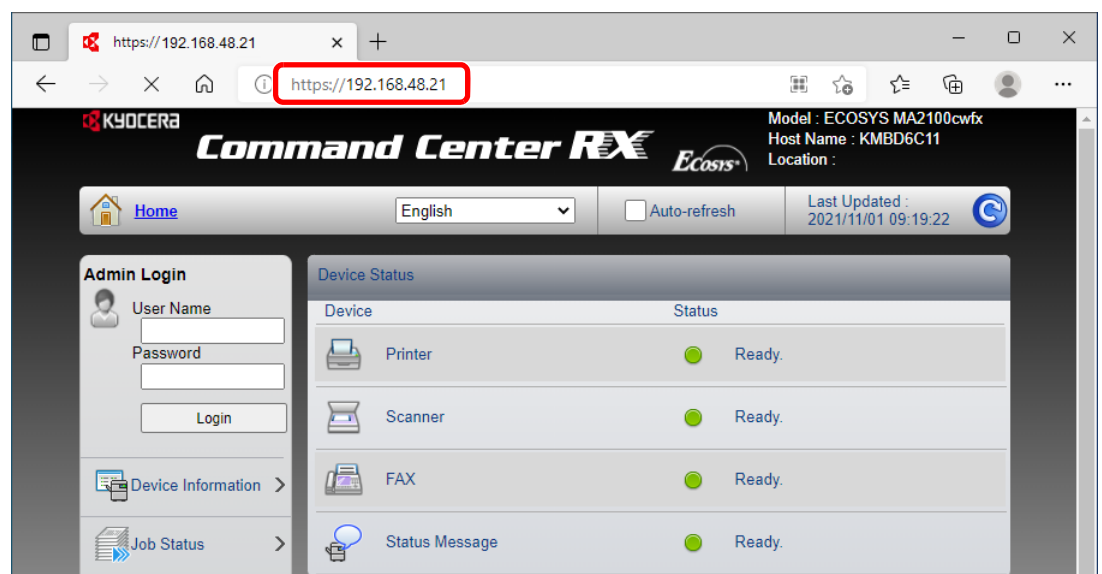 https://192.168.48.21
https://192.168.48.21
KYOCERA
Command Center RX
Ecosys
Model : ECOSYS MA2100cwfx
Host Name : KMBD6C11
Location :
Home
English
Auto-refresh
Last Updated :
2021/11/01 09:19:22
Admin Login
User Name
Password
Login
Device Information
Job Status
Device Status
Device Status
Printer Ready.
Scanner Ready.
FAX Ready.
Status Message Ready.